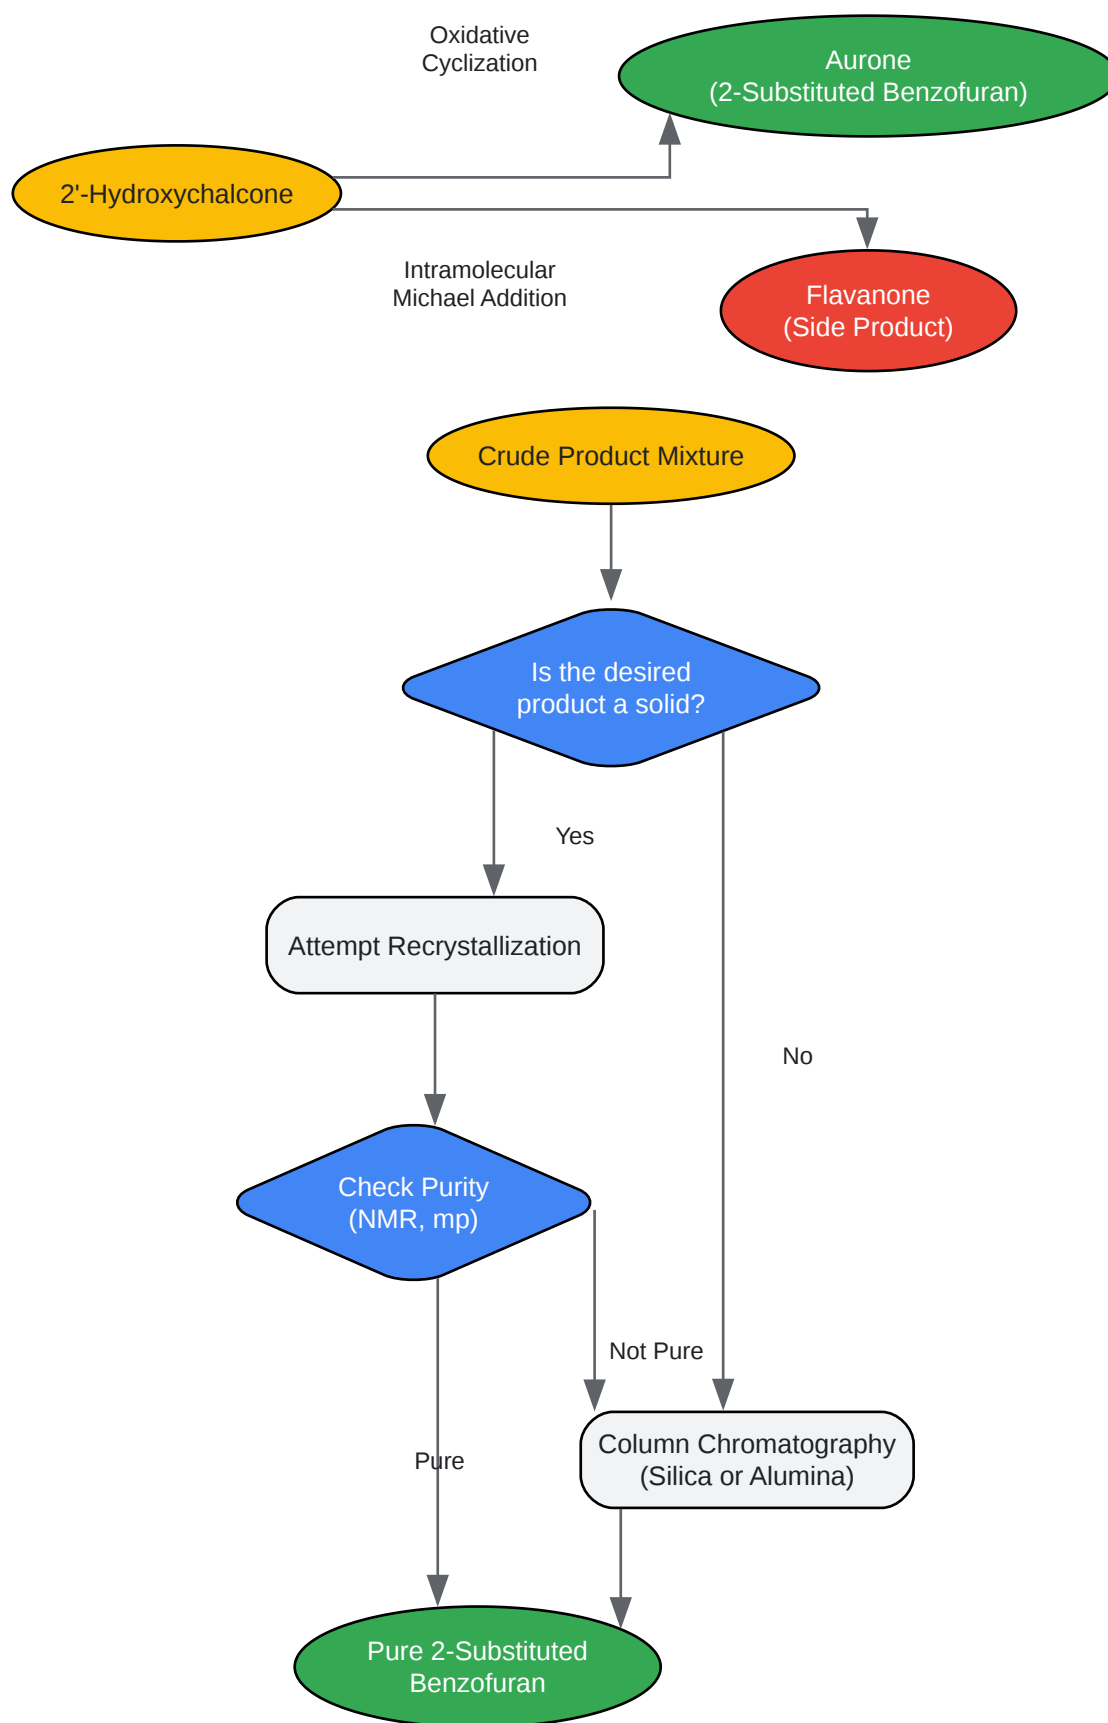 Oxidative
Cyclization
Aurone
(2-Substituted Benzofuran)
2'-Hydroxychalcone
Intramolecular
Michael Addition
Flavanone
(Side Product)
Crude Product Mixture
Is the desired
product a solid?
Yes
Attempt Recrystallization
No
Check Purity
(NMR, mp)
Not Pure
Column Chromatography
(Silica or Alumina)
Pure
Pure 2-Substituted
Benzofuran